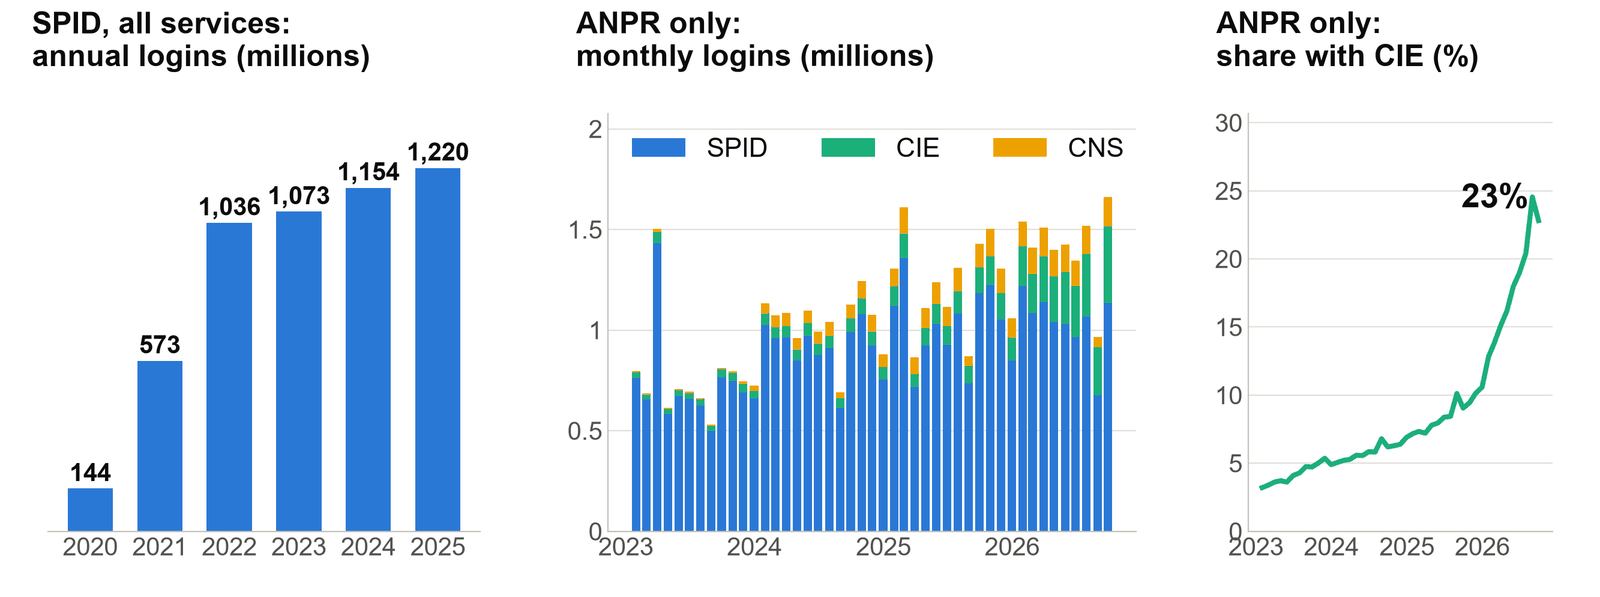 SPID, all services:
annual logins (millions)
1,220
1,154
1,073
1,036
573
144
2020 2021 2022 2023 2024 2025
ANPR only:
monthly logins (millions)
SPID CIE CNS
2
1.5
1
0.5
0
2023 2024 2025 2026
ANPR only:
share with CIE (%)
30
25
20
15
10
5
0
23%
2023 2024 2025 2026